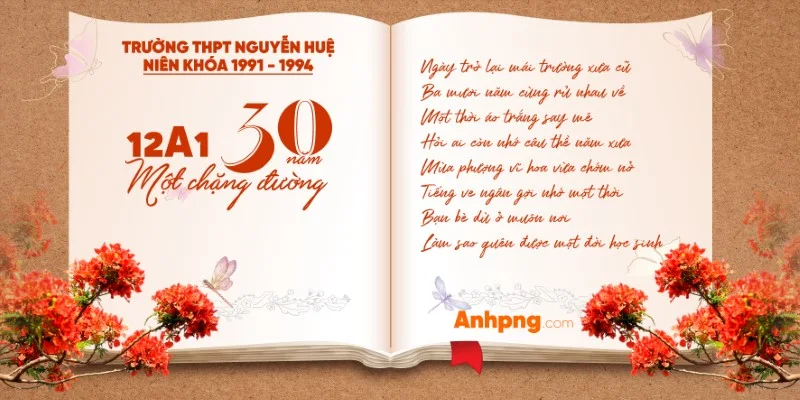 TRƯỜNG THPT NGUYỄN HUỆ
NIÊN KHÓA 1991 - 1994
12A1 30 năm
Một chặng đường
Ngày trở lại mái trường xưa cũ
Ba mươi năm cùng rủ nhau về
Một thời áo trắng say mê
Hỏi ai còn nhớ câu thề năm xưa
Mùa phượng vĩ hoa vừa chớm nở
Tiếng ve ngân gợi nhớ một thời
Bạn bè dù ở muôn nơi
Làm sao quên được một đời học sinh
Anhpng.com